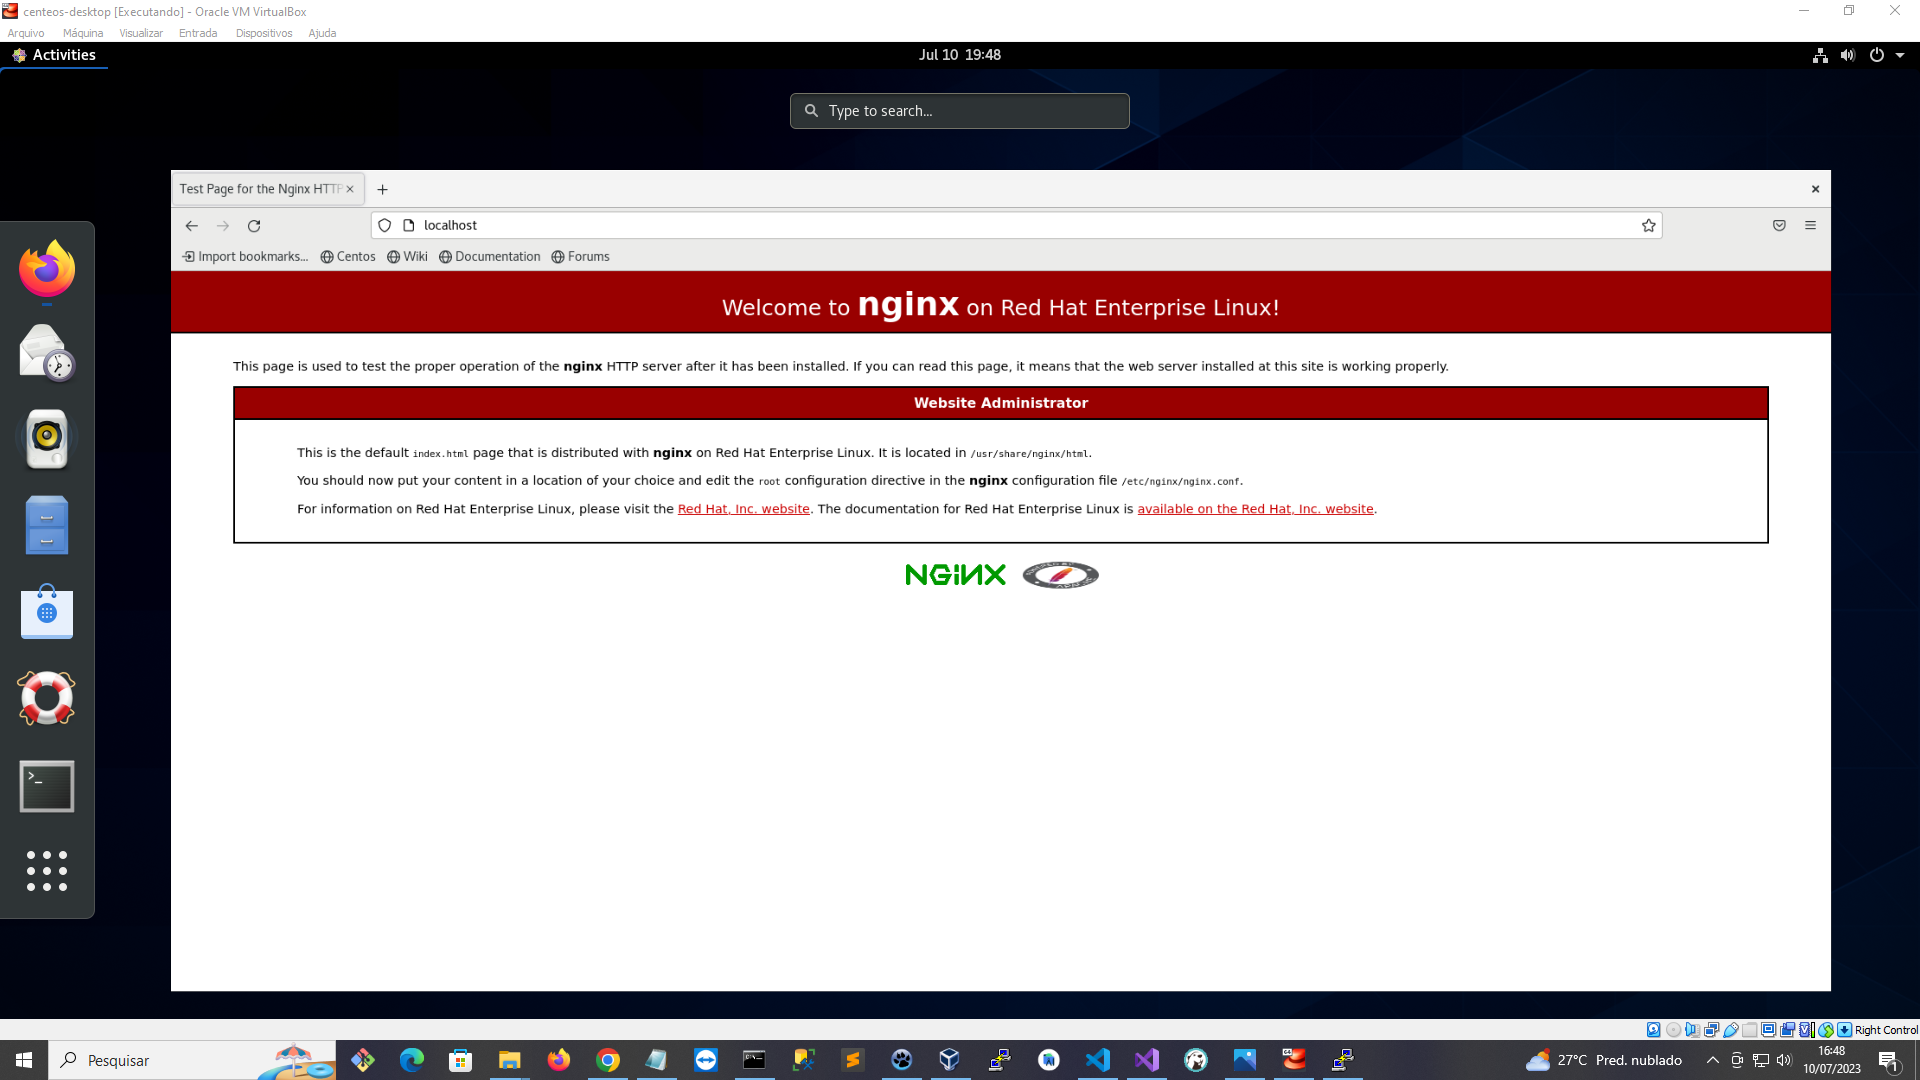 centeos-desktop [Executando] - Oracle VM VirtualBox
Arquivo Máquina Visualizar Entrada Dispositivos Ajuda
Activities
Jul 10 19:48
Type to search...
Test Page for the Nginx HTTP
localhost
Import bookmarks... Centos Wiki Documentation Forums
Welcome to nginx on Red Hat Enterprise Linux!
This page is used to test the proper operation of the nginx HTTP server after it has been installed. If you can read this page, it means that the web server installed at this site is working properly.
Website Administrator
This is the default index.html page that is distributed with nginx on Red Hat Enterprise Linux. It is located in /usr/share/nginx/html.
You should now put your content in a location of your choice and edit the root configuration directive in the nginx configuration file /etc/nginx/nginx.conf.
For information on Red Hat Enterprise Linux, please visit the Red Hat, Inc. website. The documentation for Red Hat Enterprise Linux is available on the Red Hat, Inc. website.
NGINX
Right Control
Pesquisar
27°C Pred. nublado
16:48
10/07/2023
1